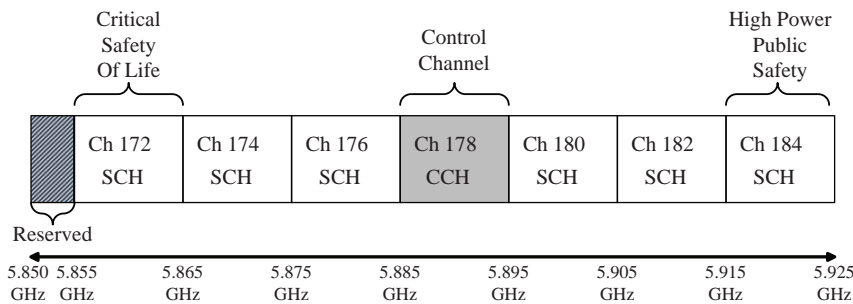 Critical
Safety
Of Life
Control
Channel
High Power
Public
Safety
Ch 172
SCH
Ch 174
SCH
Ch 176
SCH
Ch 178
CCH
Ch 180
SCH
Ch 182
SCH
Ch 184
SCH
Reserved
5.850
GHz
5.855
GHz
5.865
GHz
5.875
GHz
5.885
GHz
5.895
GHz
5.905
GHz
5.915
GHz
5.925
GHz